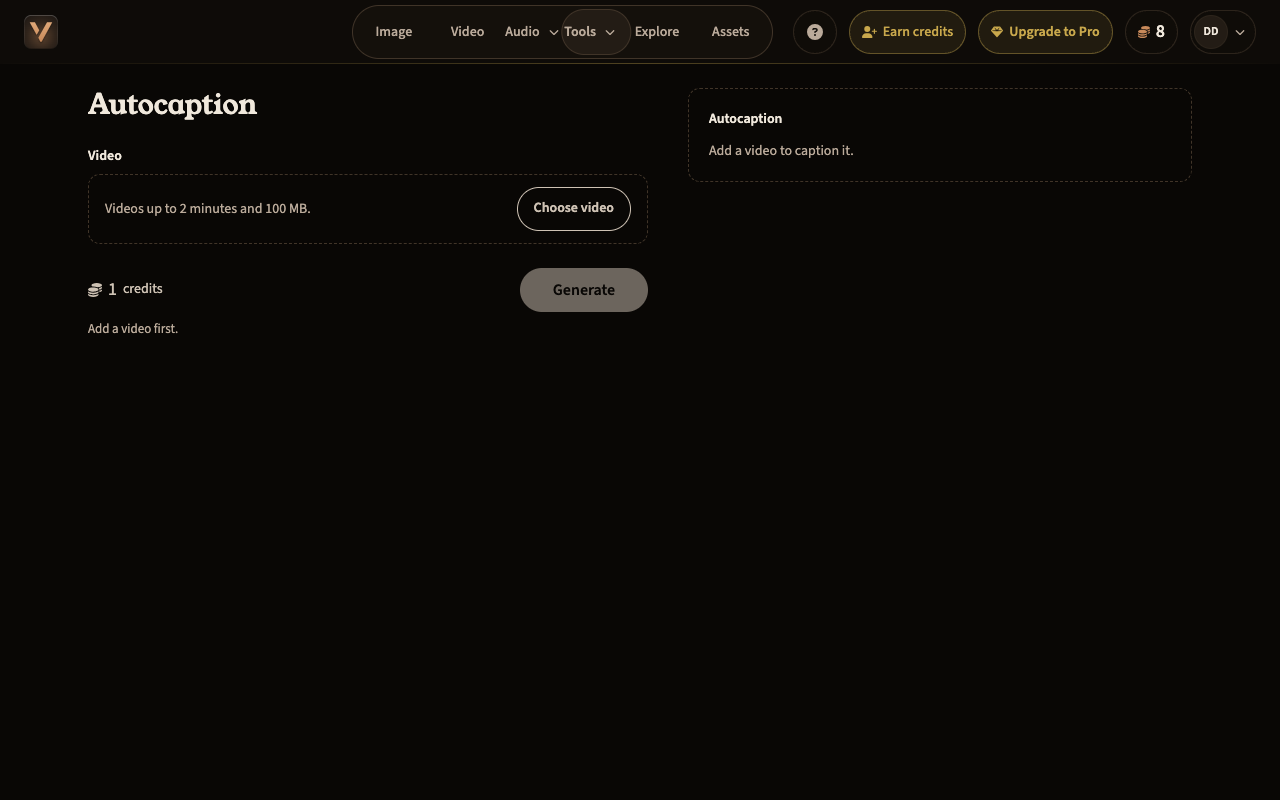 Image Video Audio Tools Explore Assets ? Earn credits Upgrade to Pro 8 DD
Autocaption
Video
Videos up to 2 minutes and 100 MB. Choose video
1 credits Generate
Add a video first.
Autocaption
Add a video to caption it.